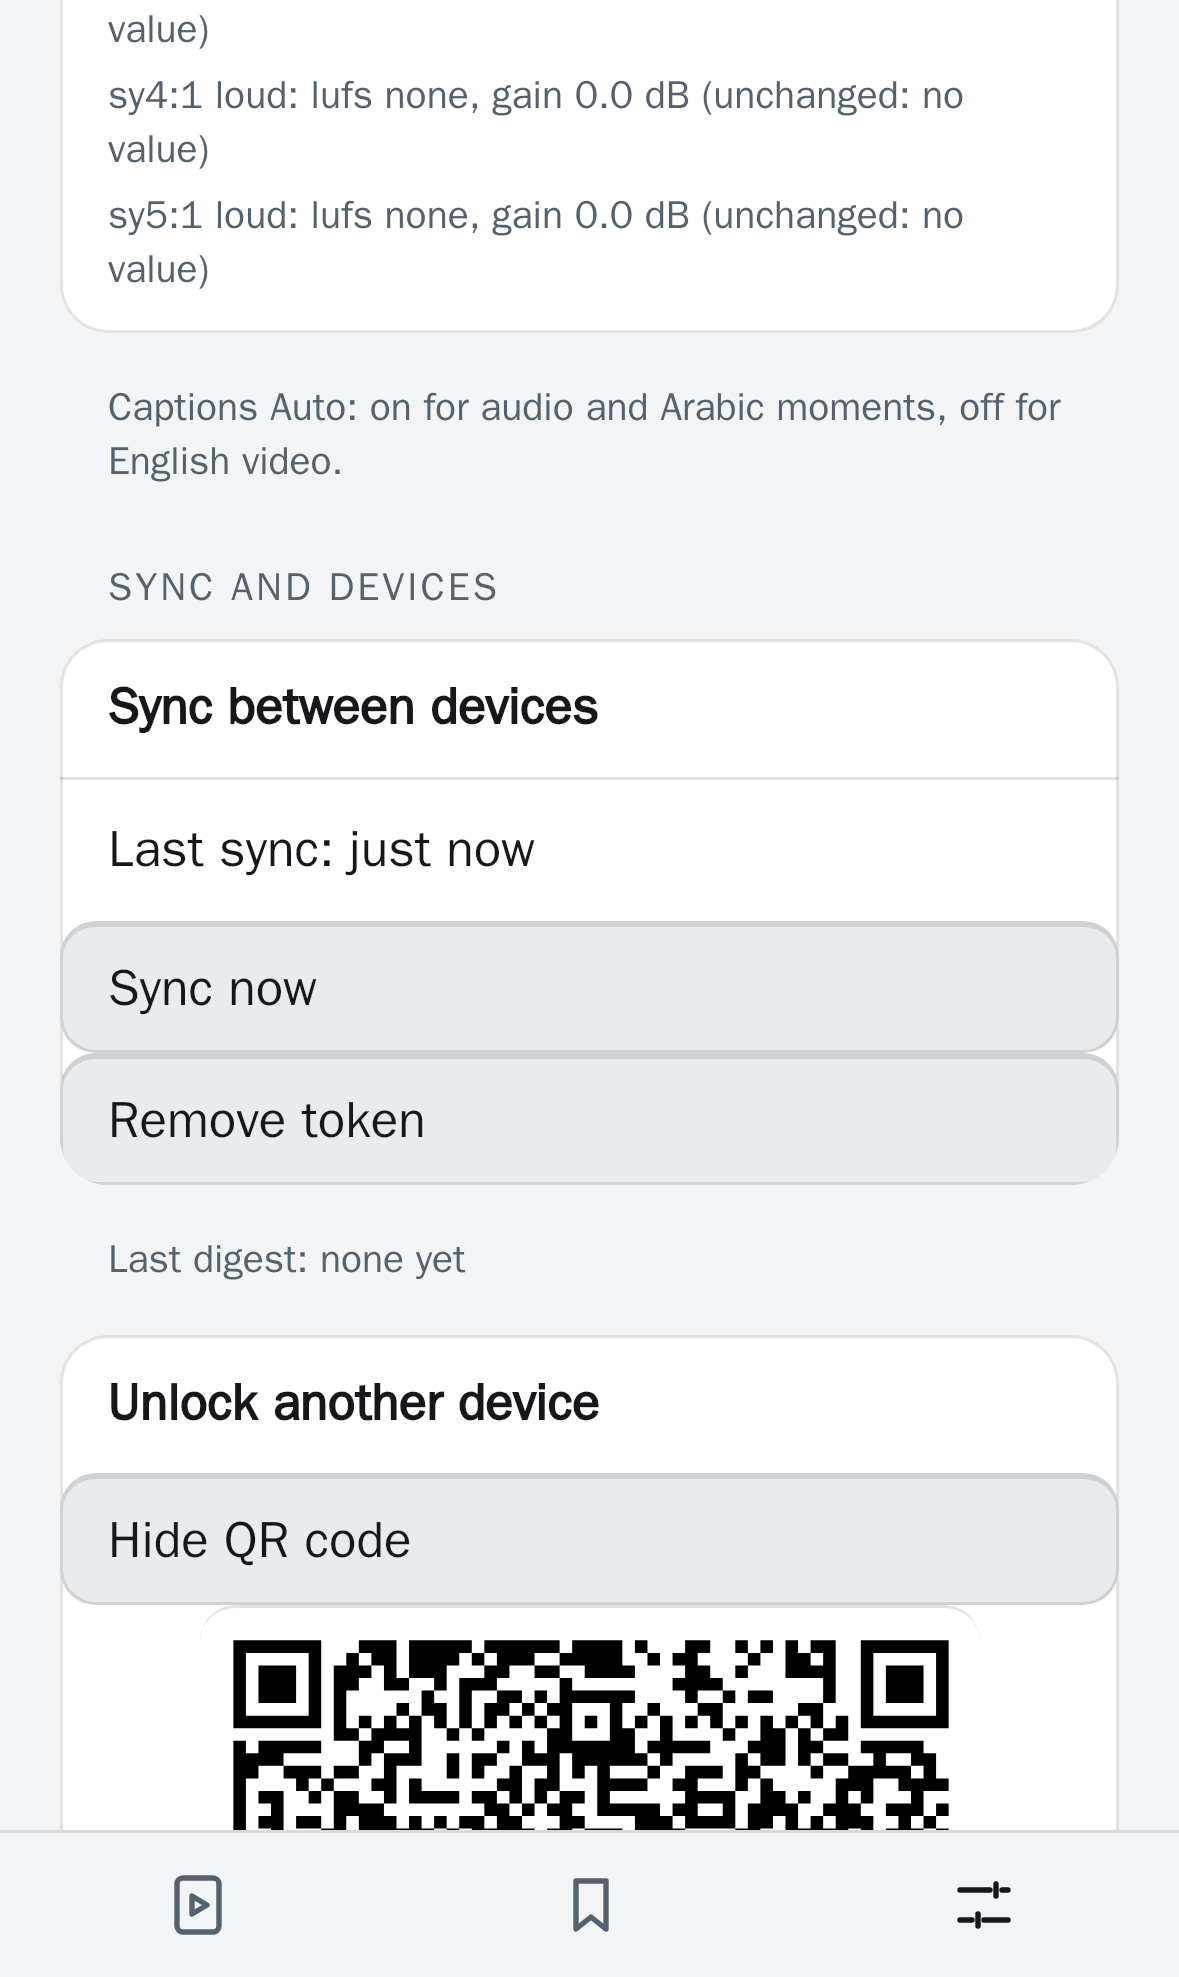 value)
sy4:1 loud: lufs none, gain 0.0 dB (unchanged: no
value)
sy5:1 loud: lufs none, gain 0.0 dB (unchanged: no
value)
Captions Auto: on for audio and Arabic moments, off for
English video.
SYNC AND DEVICES
Sync between devices
Last sync: just now
Sync now
Remove token
Last digest: none yet
Unlock another device
Hide QR code